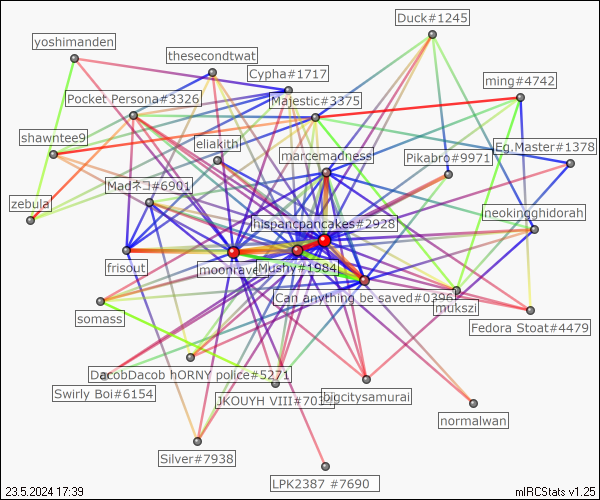 Duck#1245
yoshimanden
thesecondtwat
Cypha#1717
ming#4742
Pocket Persona#3326
Majestic#3375
shawntee9
eliakith
Eg.Master#1378
marcemadness
Pikabro#9971
Madネコ#6901
zebula
neokingghidorah
hispancpancakes#2928
frisout
moonrave
Mushy#1984
Can anything be saved#0396
mukszi
somass
Fedora Stoat#4479
DacobDacob hORNY police#5271
Swirly Boi#6154
JKOUYH VIII#70
bigcitysamurai
normalwan
Silver#7938
LPK2387 #7690
23.5.2024 17:39
mIRCStats v1.25